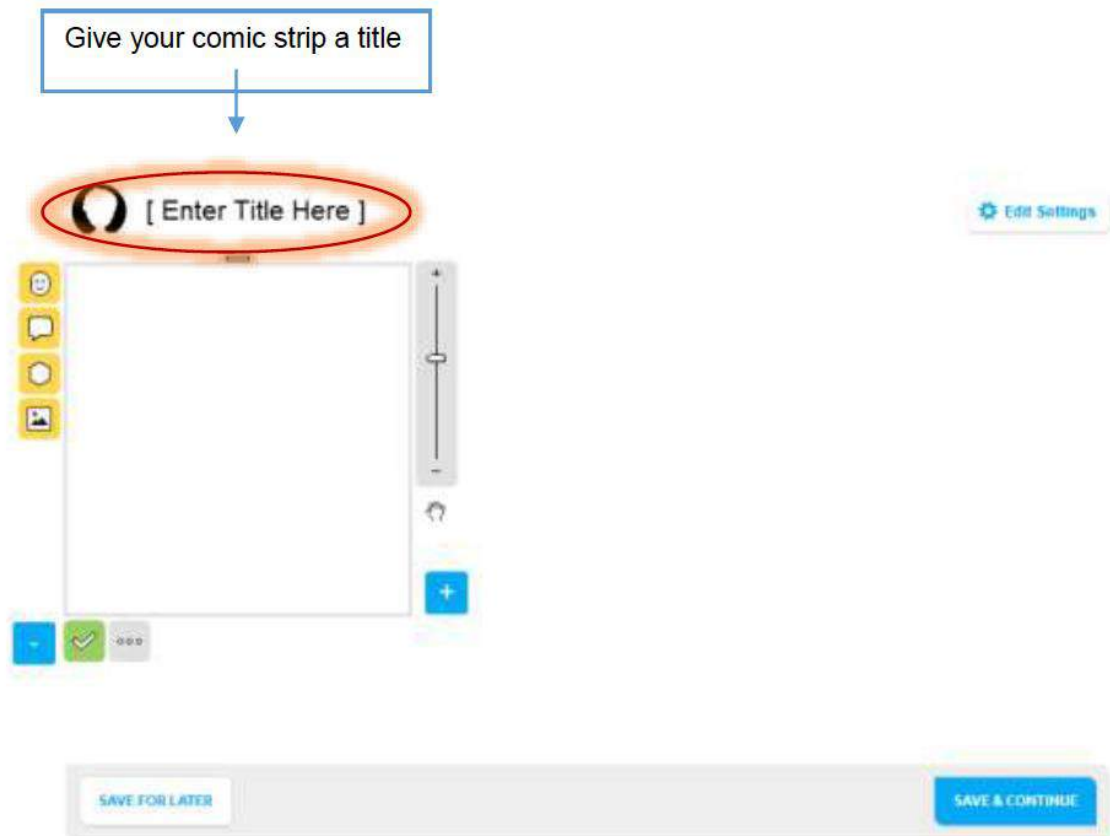 Give your comic strip a title
[ Enter Title Here ]
Edit Settings
SAVE FOR LATER
SAVE & CONTINUE